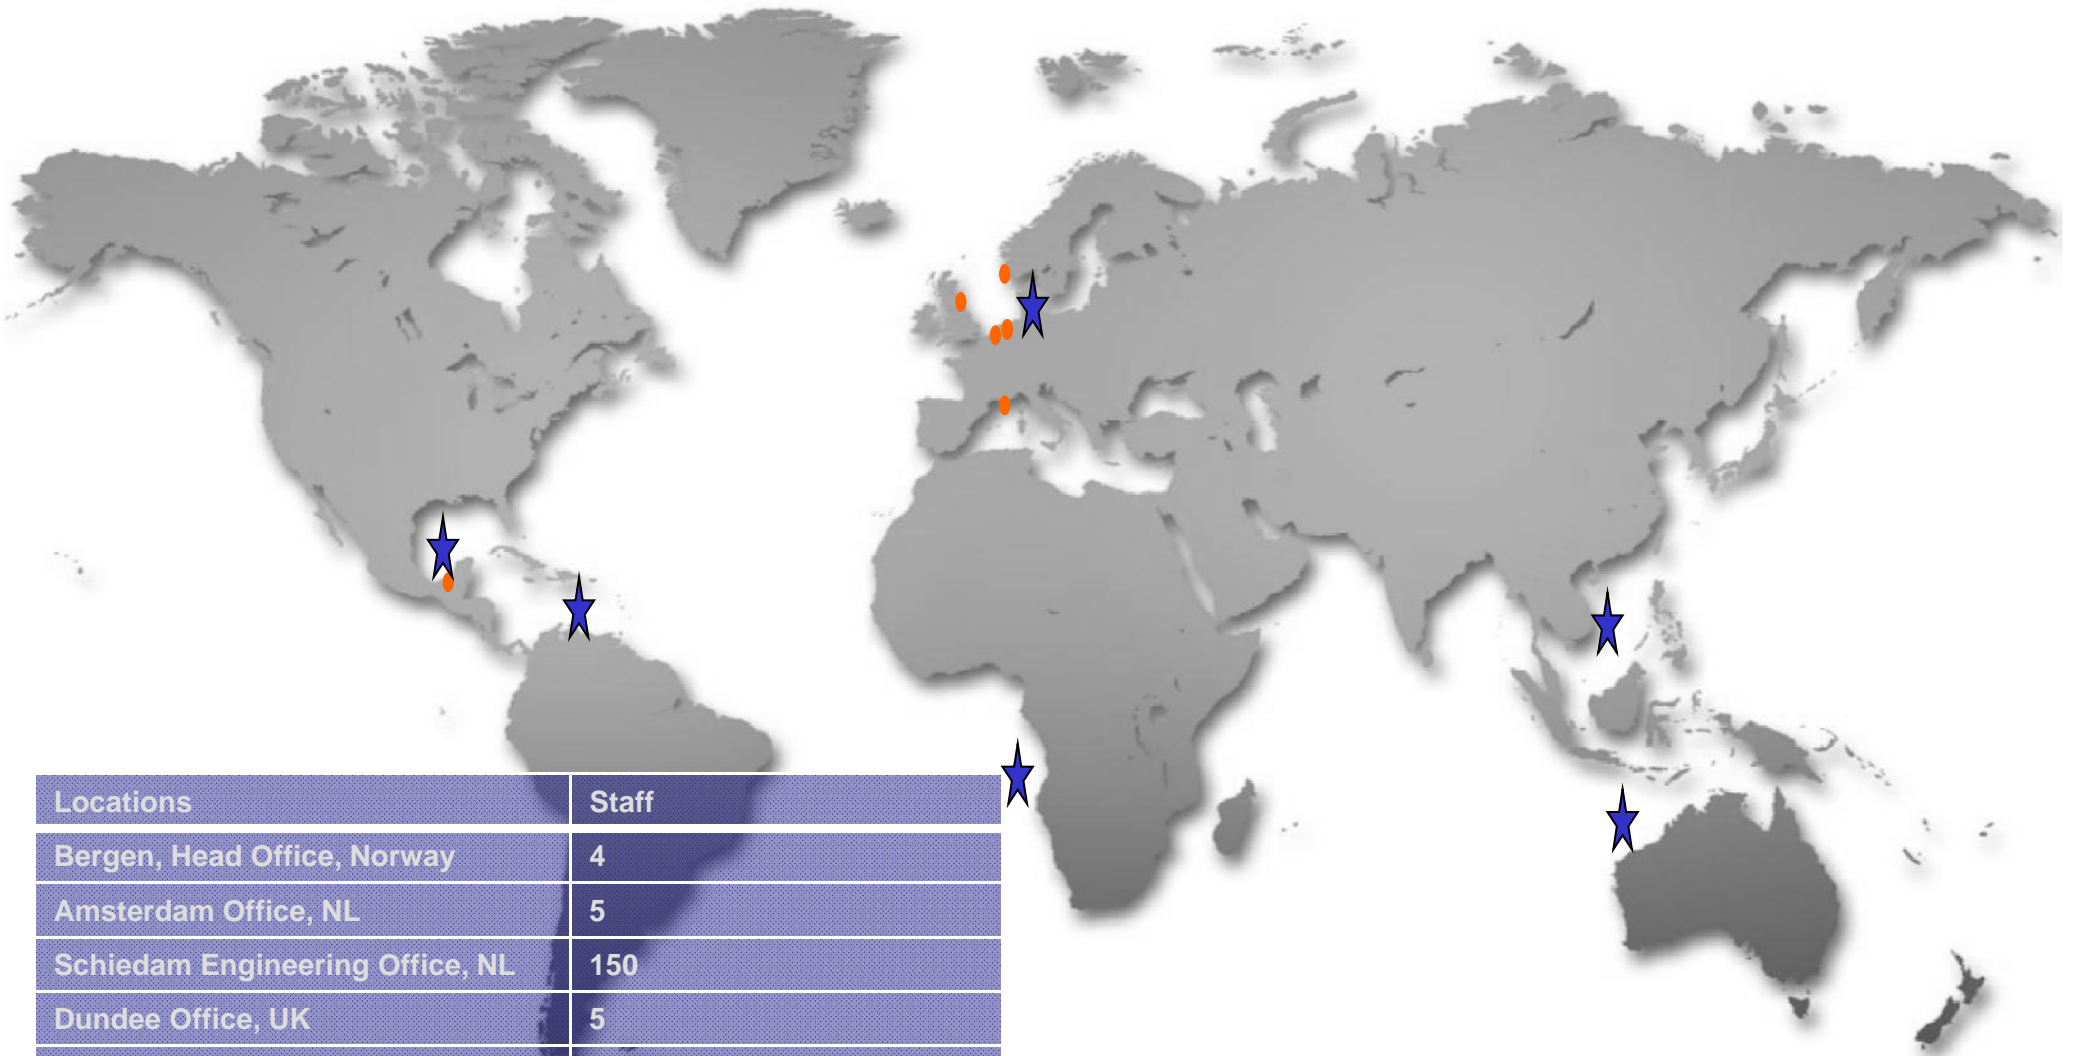 Locations Staff
Bergen, Head Office, Norway 4
Amsterdam Office, NL 5
Schiedam Engineering Office, NL 150
Dundee Office, UK 5